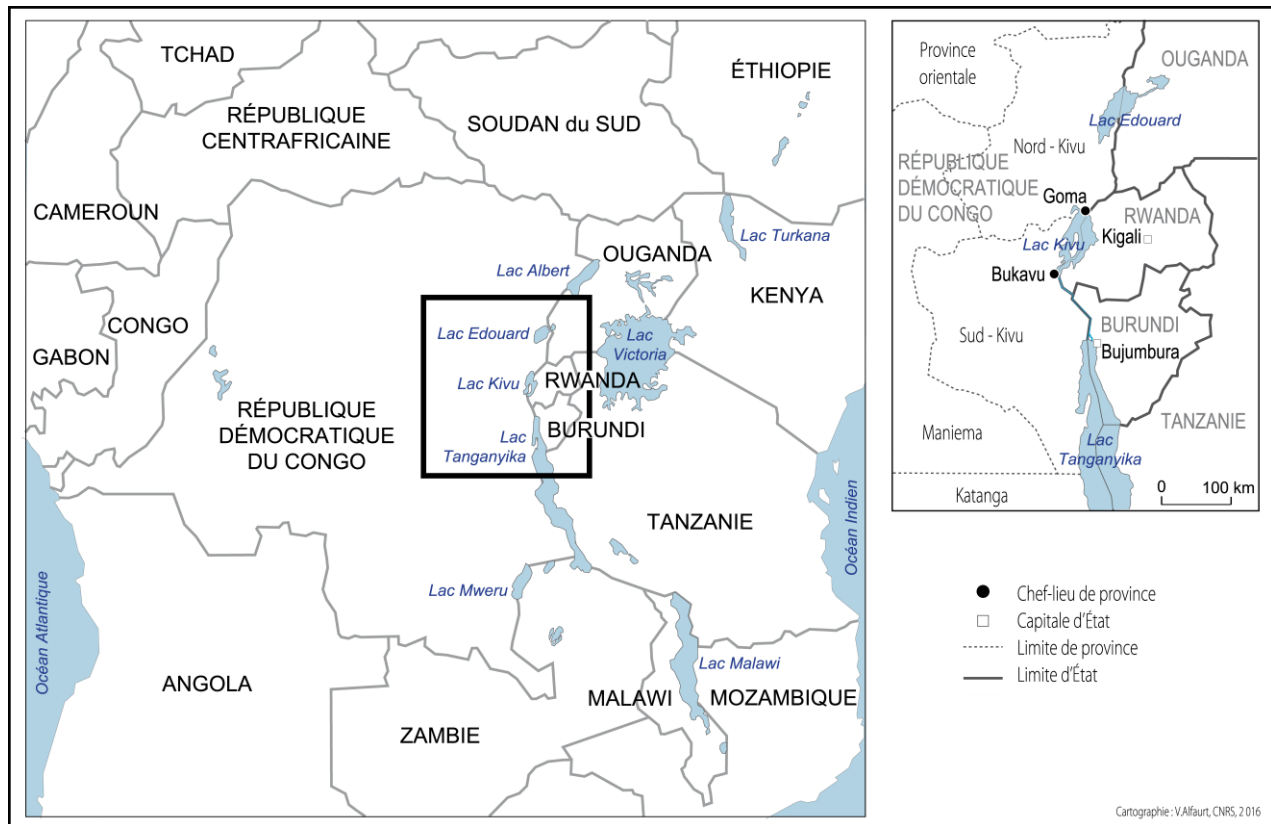 TCHAD
ÉTHIOPIE
RÉPUBLIQUE
CENTRAFRICAINE
SOUDAN du SUD
CAMEROUN
Lac Turkana
OUGANDA
Lac Albert
KENYA
CONGO
Lac Edouard
Lac
Victoria
GABON
Lac Kivu
RWANDA
RÉPUBLIQUE
DÉMOCRATIQUE
DU CONGO
BURUNDI
Lac
Tanganyika
TANZANIE
Océan Indien
Lac Mweru
Océan Atlantique
Lac Malawi
ANGOLA
MALAWI
MOZAMBIQUE
ZAMBIE
Province
orientale
OUGANDA
Lac Edouard
Nord - Kivu
RÉPUBLIQUE
DÉMOCRATIQUE
DU CONGO
Goma
RWANDA
Kigali
Lac Kivu
Bukavu
Sud - Kivu
BURUNDI
Bujumbura
TANZANIE
Maniema
Lac
Tanganyika
Katanga
0 100 km
Chef-lieu de province
Capitale d'État
Limite de province
Limite d'État
Cartographie : V.Alfaurt, CNRS, 2 016